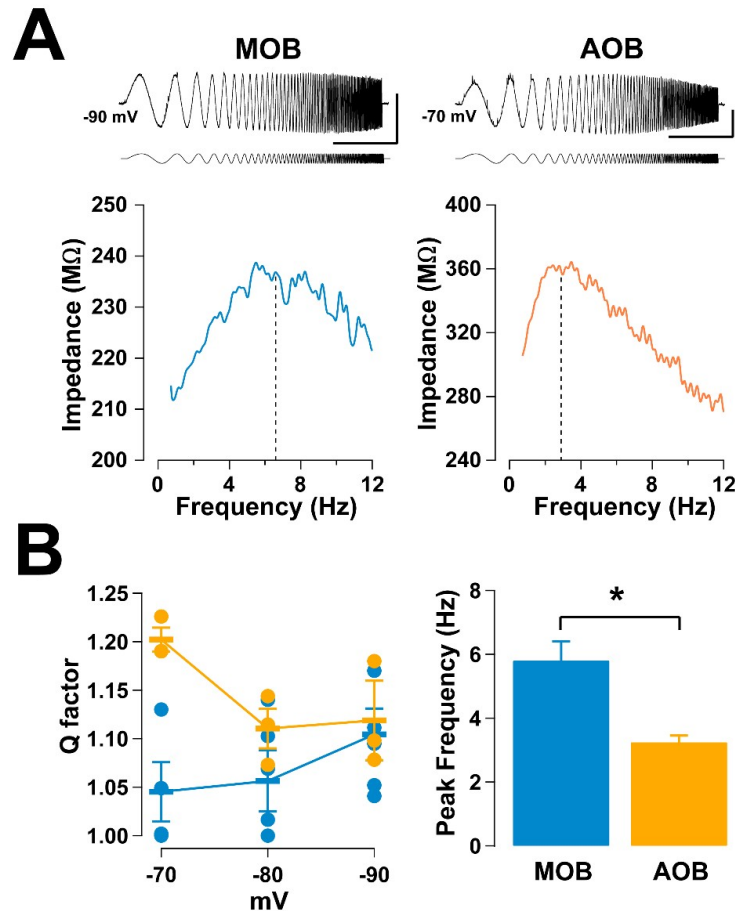 A
MOB
AOB
-90 mV
-70 mV
250
240
230
220
210
200
Impedance (MΩ)
0
4
8
12
Frequency (Hz)
400
360
320
280
240
Impedance (MΩ)
0
4
8
12
Frequency (Hz)
B
1.25
1.20
1.15
1.10
1.05
1.00
Q factor
-70
-80
-90
mV
8
6
4
2
0
Peak Frequency (Hz)
*
MOB
AOB